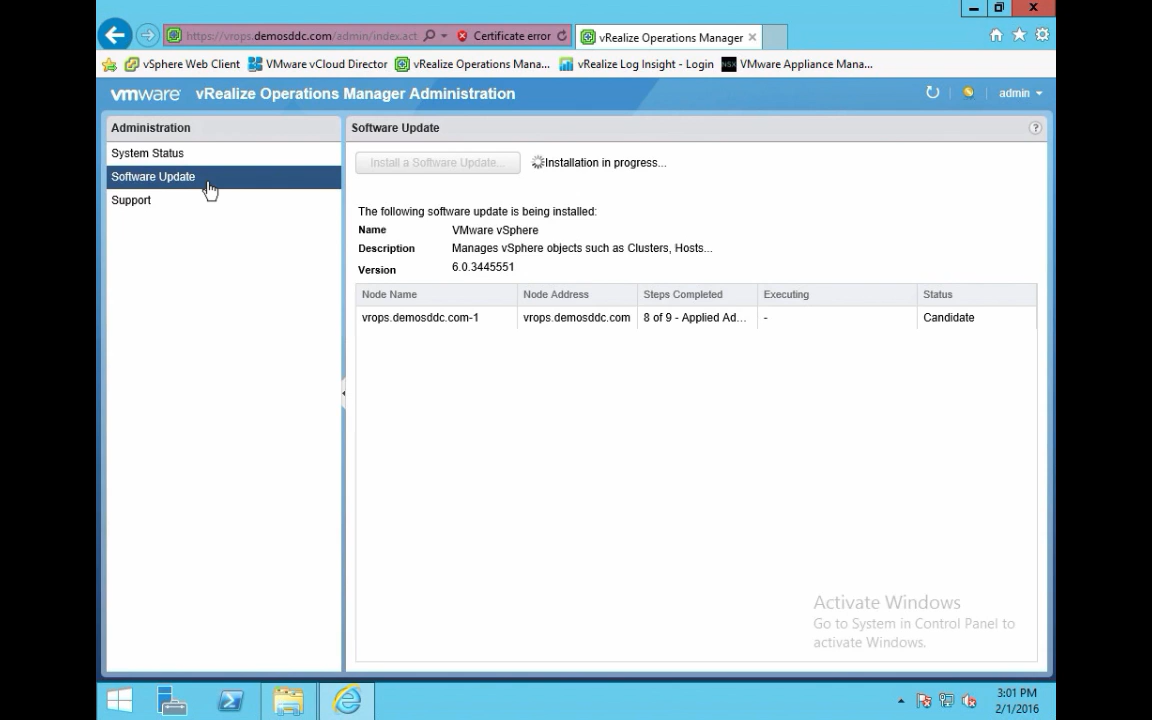 https://vrops.demosddc.com/admin/index.act
Certificate error
vRealize Operations Manager
vSphere Web Client
VMware vCloud Director
vRealize Operations Mana...
vRealize Log Insight - Login
NSX
VMware Appliance Mana...
vmware
vRealize Operations Manager Administration
admin
Administration
System Status
Software Update
Support
Software Update
?
Install a Software Update...
Installation in progress...
The following software update is being installed:
Name VMware vSphere
Description Manages vSphere objects such as Clusters, Hosts...
Version 6.0.3445551
Node Name Node Address Steps Completed Executing Status
vrops.demosddc.com-1 vrops.demosddc.com 8 of 9 - Applied Ad... - Candidate
Activate Windows
Go to System in Control Panel to
activate Windows.
3:01 PM
2/1/2016